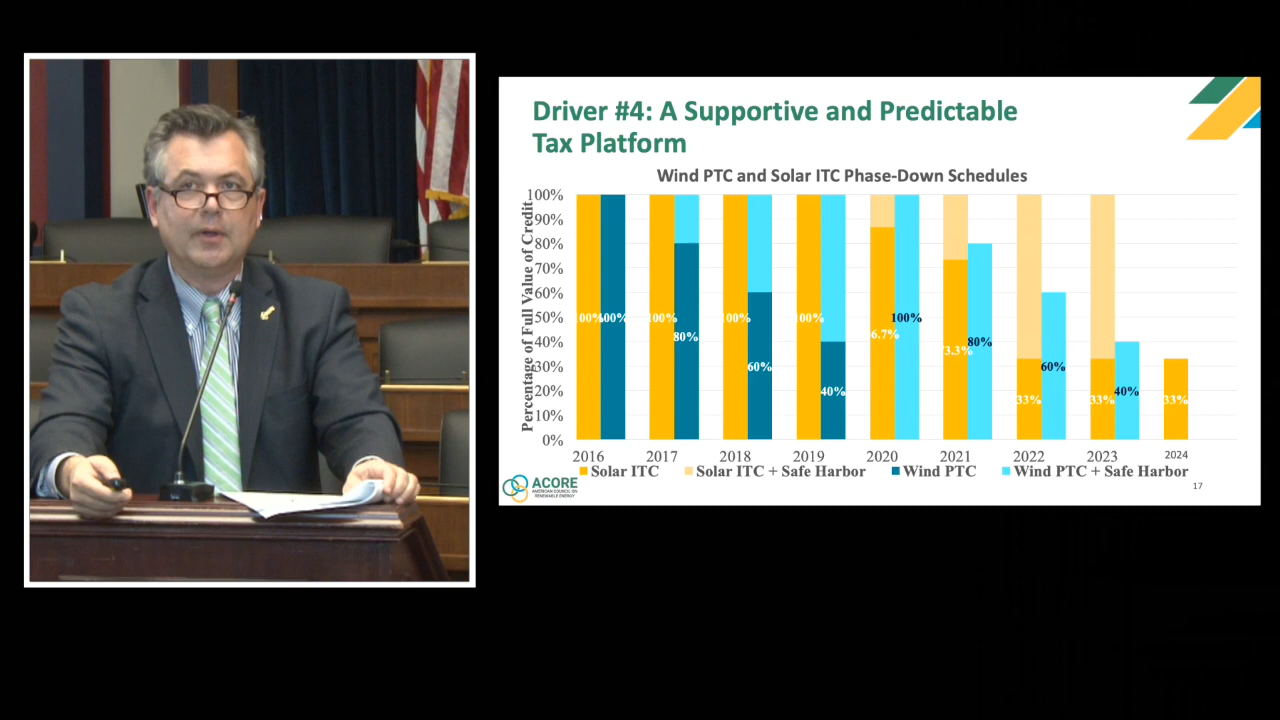 Driver #4: A Supportive and Predictable
Tax Platform
Wind PTC and Solar ITC Phase-Down Schedules
Percentage of Full Value of Credit
100%
90%
80%
70%
60%
50%
40%
30%
20%
10%
0%
00% 100% 100% 80% 100% 60% 100% 40% 6.7% 100% 73.3% 80% 33% 60% 33% 40% 33%
2016 2017 2018 2019 2020 2021 2022 2023 2024
Solar ITC Solar ITC + Safe Harbor Wind PTC Wind PTC + Safe Harbor
ACORE
AMERICAN COUNCIL ON
RENEWABLE ENERGY
17